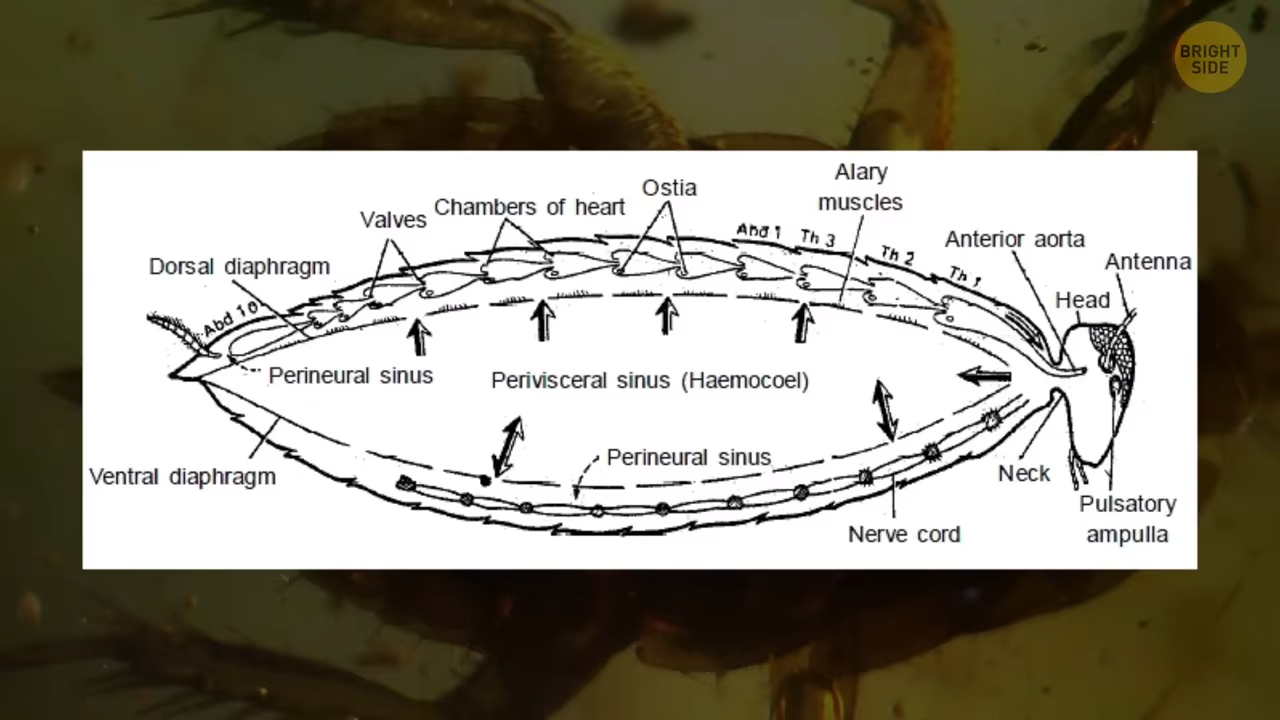 BRIGHT
SIDE
Alary
muscles
Ostia
Chambers of heart
Valves
Abd 1
Th 3
Th 2
Th 1
Anterior aorta
Antenna
Dorsal diaphragm
Head
Abd 10
Perineural sinus
Perivisceral sinus (Haemocoel)
Perineural sinus
Ventral diaphragm
Neck
Pulsatory
ampulla
Nerve cord